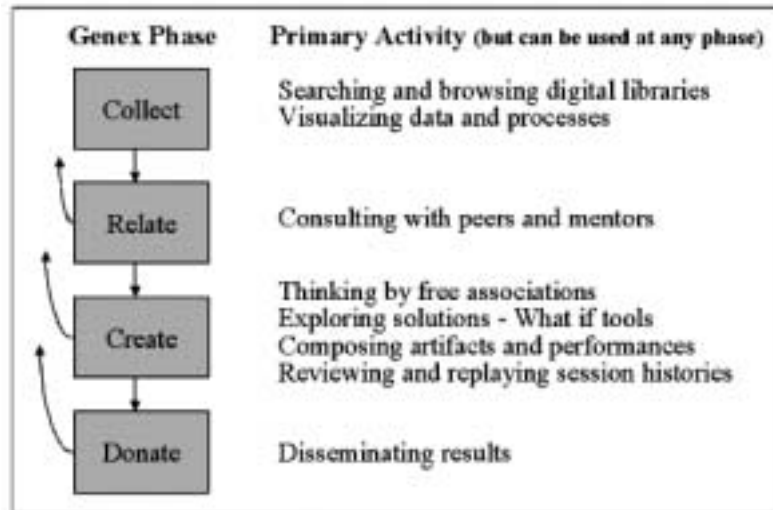 Genex Phase Primary Activity (but can be used at any phase)
Collect
Searching and browsing digital libraries
Visualizing data and processes
Relate
Consulting with peers and mentors
Create
Thinking by free associations
Exploring solutions - What if tools
Composing artifacts and performances
Reviewing and replaying session histories
Donate
Disseminating results